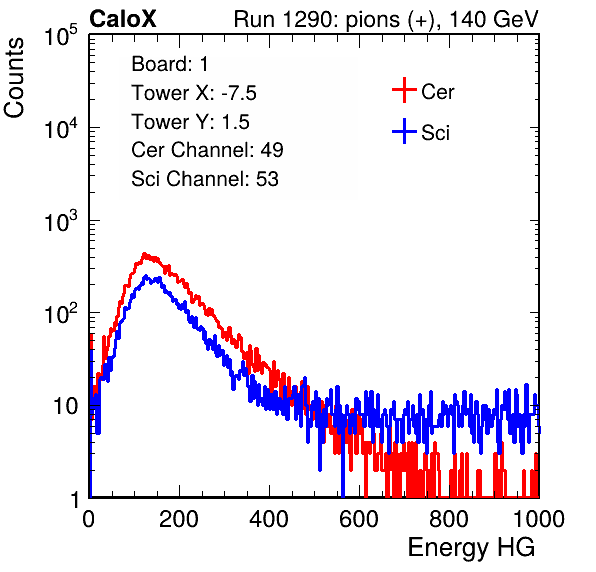 CaloX Run 1290: pions (+), 140 GeV
Counts
10^5
10^4
10^3
10^2
10
1
Board: 1
Tower X: -7.5
Tower Y: 1.5
Cer Channel: 49
Sci Channel: 53
Cer
Sci
0 200 400 600 800 1000
Energy HG